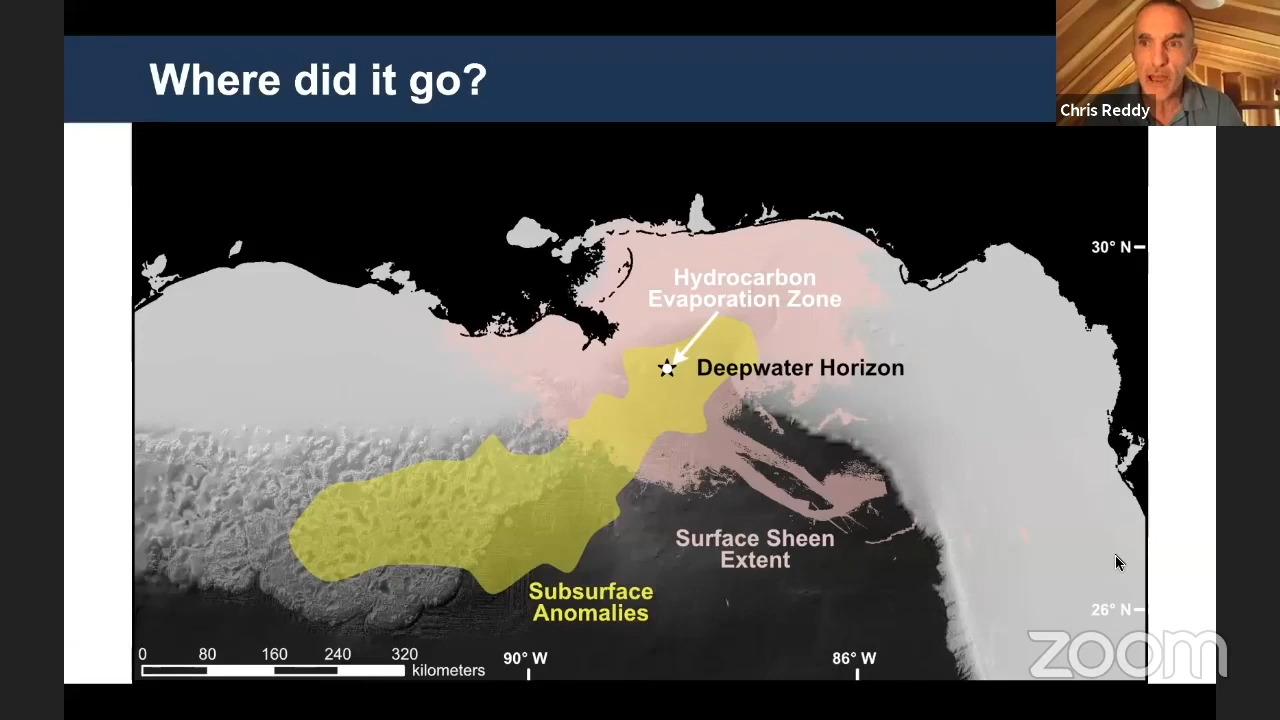 Where did it go?
Chris Reddy
30° N
Hydrocarbon
Evaporation Zone
Deepwater Horizon
Surface Sheen
Extent
Subsurface
Anomalies
26° N
0 80 160 240 320
kilometers
90° W
86° W
zoom